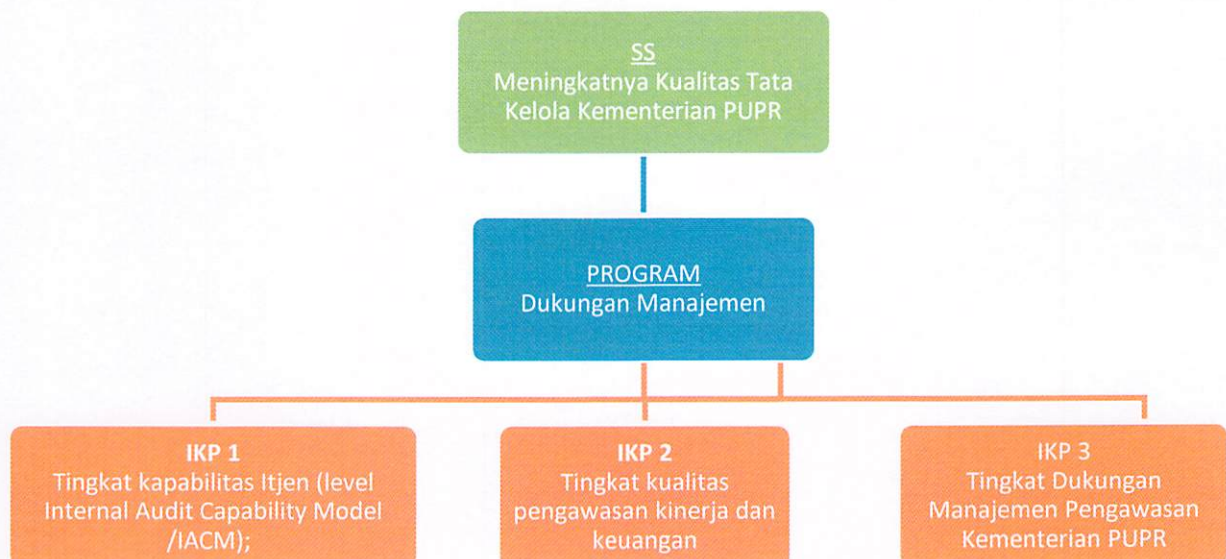 SS
Meningkatnya Kualitas Tata
Kelola Kementerian PUPR
PROGRAM
Dukungan Manajemen
IKP 1
Tingkat kapabilitas Itjen (level
Internal Audit Capability Model
/IACM);
IKP 2
Tingkat kualitas
pengawasan kinerja dan
keuangan
IKP 3
Tingkat Dukungan
Manajemen Pengawasan
Kementerian PUPR